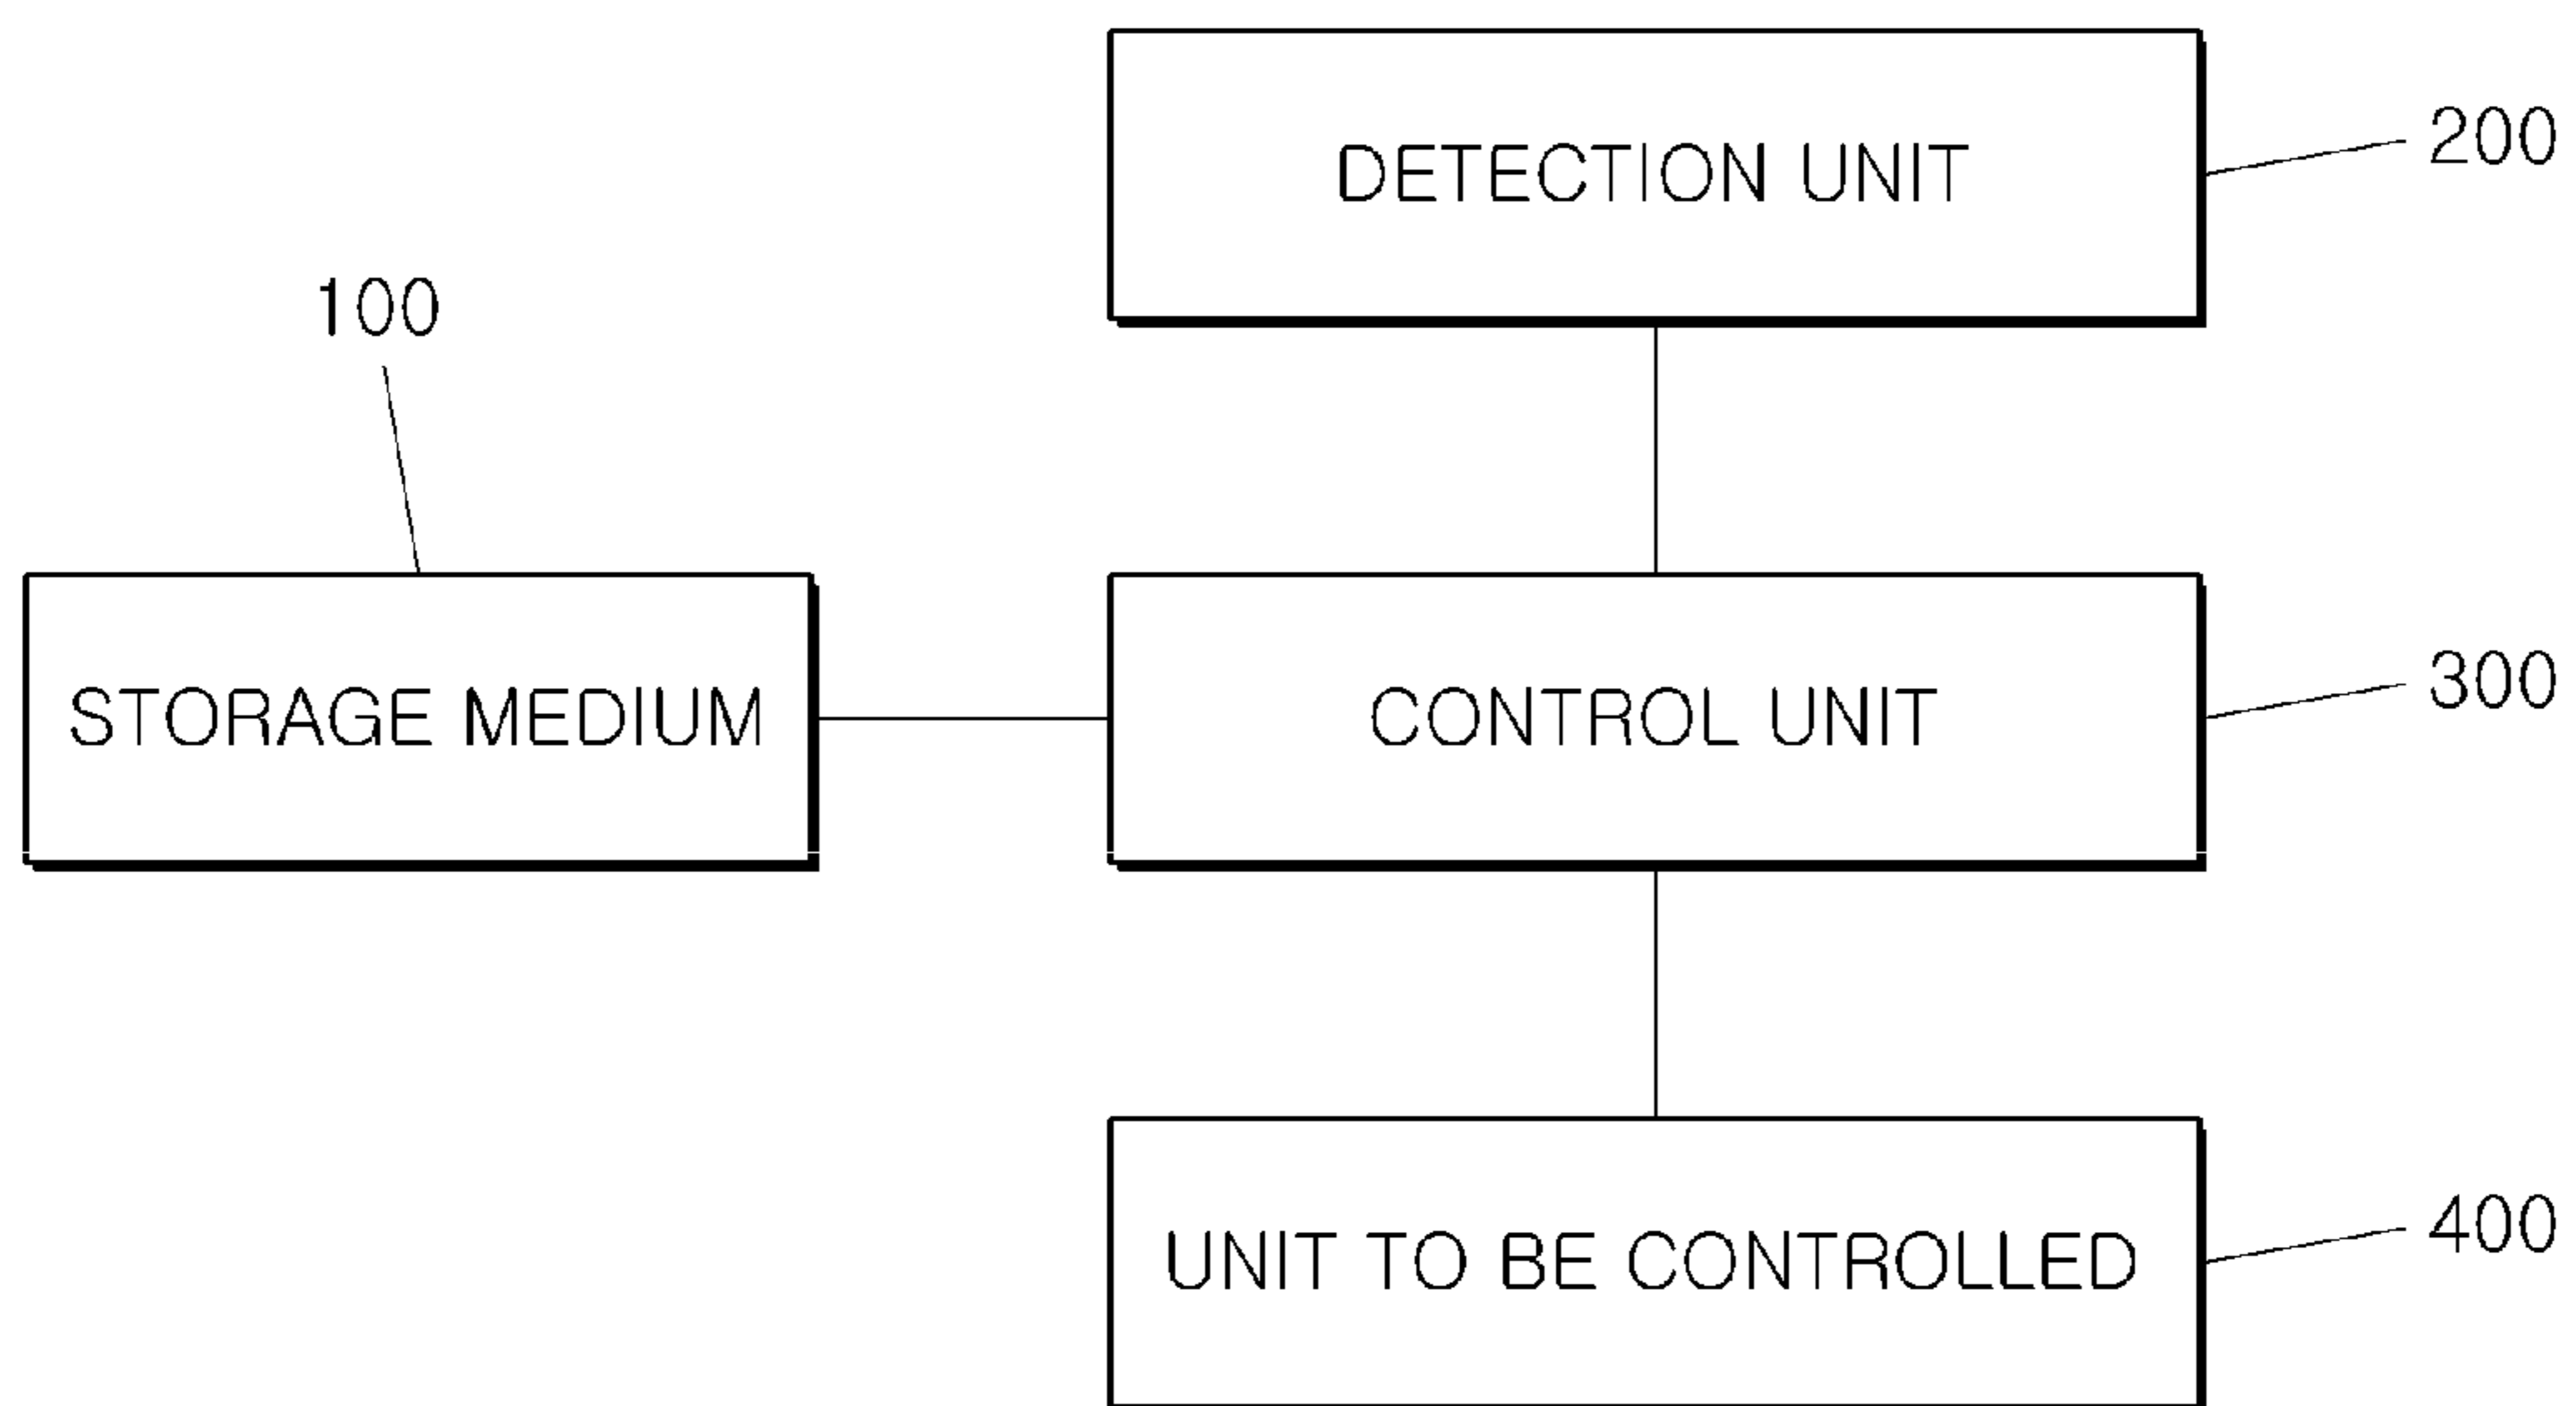 DETECTION UNIT
200
100
STORAGE MEDIUM
CONTROL UNIT
300
UNIT TO BE CONTROLLED
400